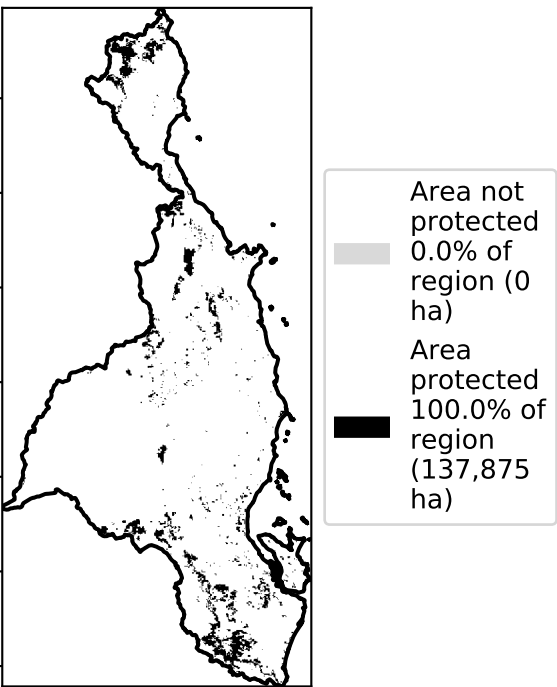 Area not
protected
0.0% of
region (0
ha)
Area
protected
100.0% of
region
(137,875
ha)